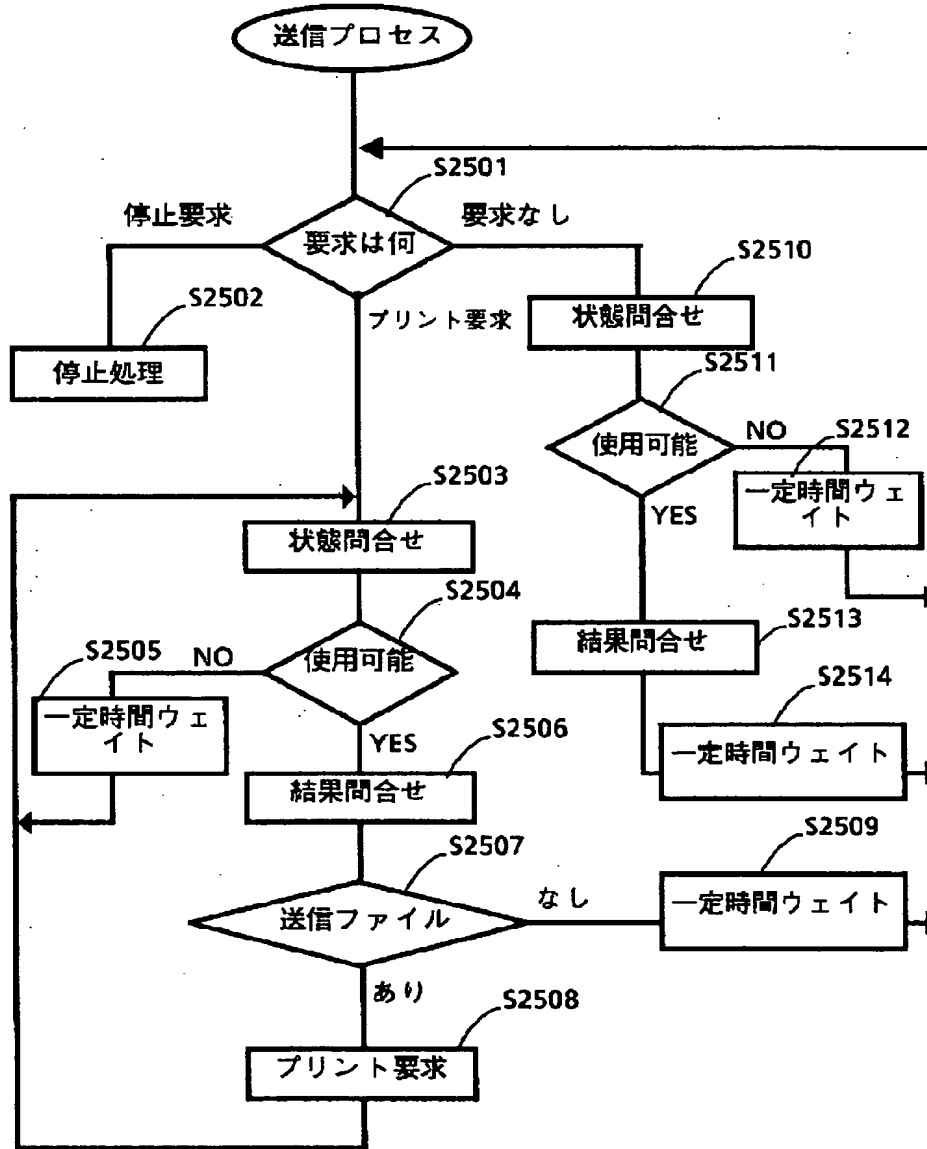 送信プロセス
S2501
停止要求
要求なし
要求は何
S2510
S2502
プリント要求
状態問合せ
停止処理
S2511
使用可能
NO
S2512
S2503
YES
一定時間ウェ
イト
状態問合せ
S2504
S2513
使用可能
結果問合せ
S2505
NO
S2514
一定時間ウェ
イト
YES
S2506
一定時間ウェイト
結果問合せ
S2507
S2509
送信ファイル
なし
一定時間ウェイト
あり
S2508
プリント要求